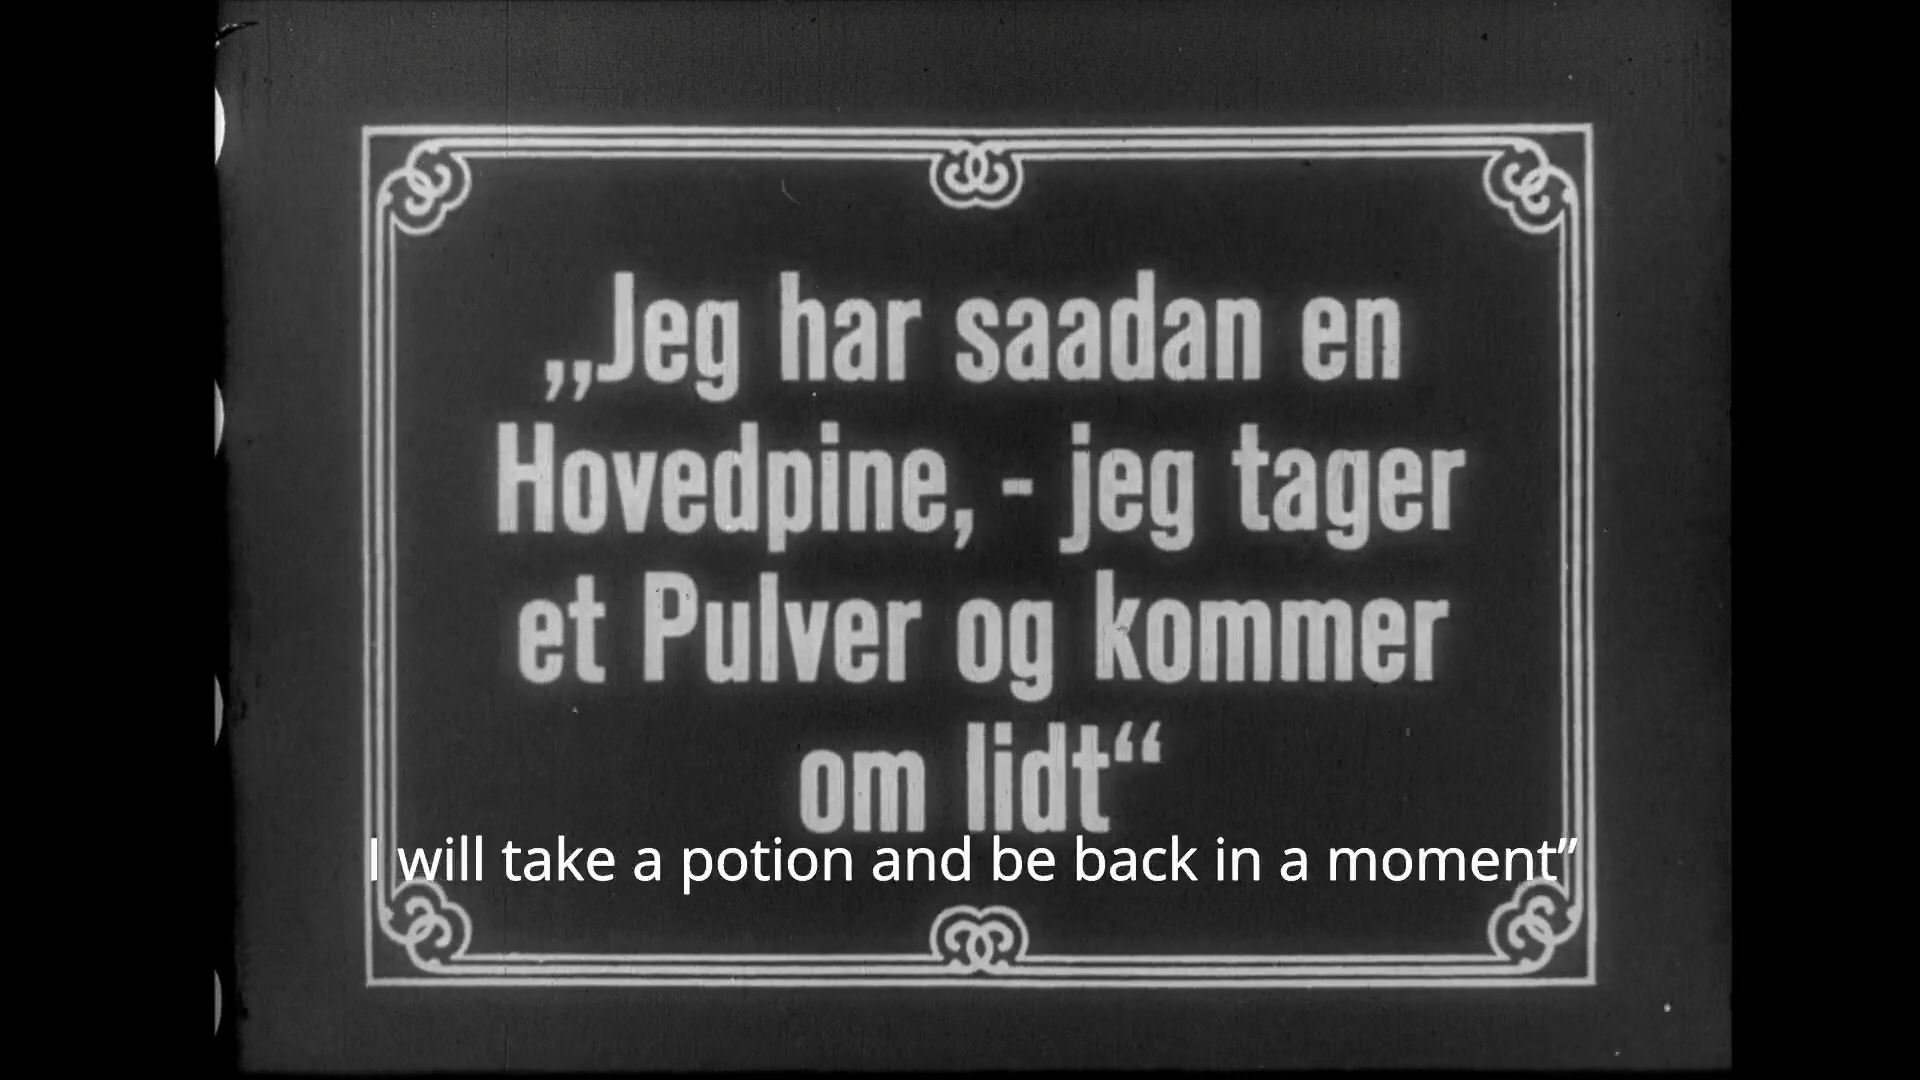 „Jeg har saadan en
Hovedpine, - jeg tager
et Pulver og kommer
om lidt“
I will take a potion and be back in a moment”